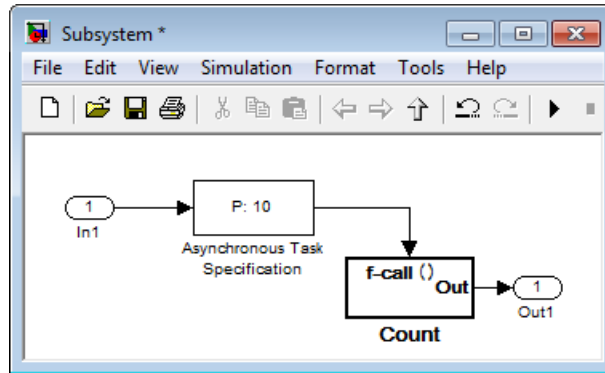 Subsystem *
File Edit View Simulation Format Tools Help
1
In1
P: 10
Asynchronous Task
Specification
f-call ()
Out
Count
1
Out1